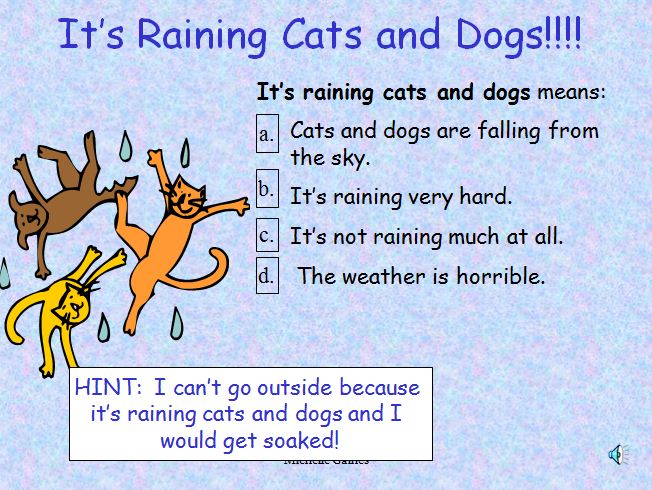 It's Raining Cats and Dogs!!!!
It's raining cats and dogs means:
a. Cats and dogs are falling from
the sky.
b. It's raining very hard.
c. It's not raining much at all.
d. The weather is horrible.
HINT: I can't go outside because
it's raining cats and dogs and I
would get soaked!